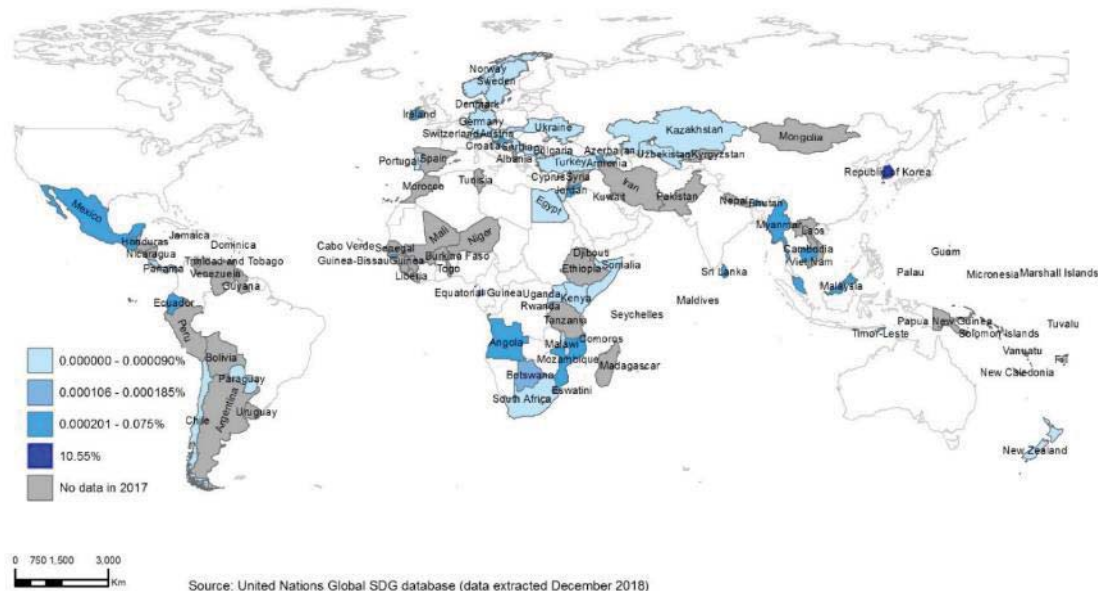 Norway
Sweden
Denmark
Ireland
Germany
Switzerland Austria
Ukraine
Kazakhstan
Mongolia
Croatia Serbia
Bulgaria
Azerbaijan
Uzbekistan Kyrgyzstan
Portugal Spain
Albania
Turkey Armenia
Republic of Korea
Cyprus Syria
Morocco
Tunisia
Jordan
Iran
Kuwait
Pakistan
Nepal Bhutan
Egypt
Mexico
Myanmar
Laos
Jamaica
Honduras
Dominica
Nicaragua
Cabo Verde
Senegal
Mali
Niger
Guinea-Bissau Guinea
Burkina Faso
Djibouti
Cambodia
Viet Nam
Guam
Panama
Trinidad and Tobago
Venezuela
Guyana
Liberia
Togo
Ethiopia
Somalia
Sri Lanka
Malaysia
Palau
Micronesia
Marshall Islands
Ecuador
Equatorial Guinea
Uganda
Kenya
Rwanda
Maldives
Seychelles
Tanzania
Peru
Papua New Guinea
Solomon Islands
Timor-Leste
Tuvalu
Angola
Malawi
Comoros
Mozambique
Madagascar
Bolivia
Vanuatu
Fiji
New Caledonia
Paraguay
Botswana
Eswatini
South Africa
Chile
Argentina
Uruguay
New Zealand
0.000000 - 0.000090%
0.000106 - 0.000185%
0.000201 - 0.075%
10.55%
No data in 2017
0 750 1,500 3,000
Km
Source: United Nations Global SDG database (data extracted December 2018)